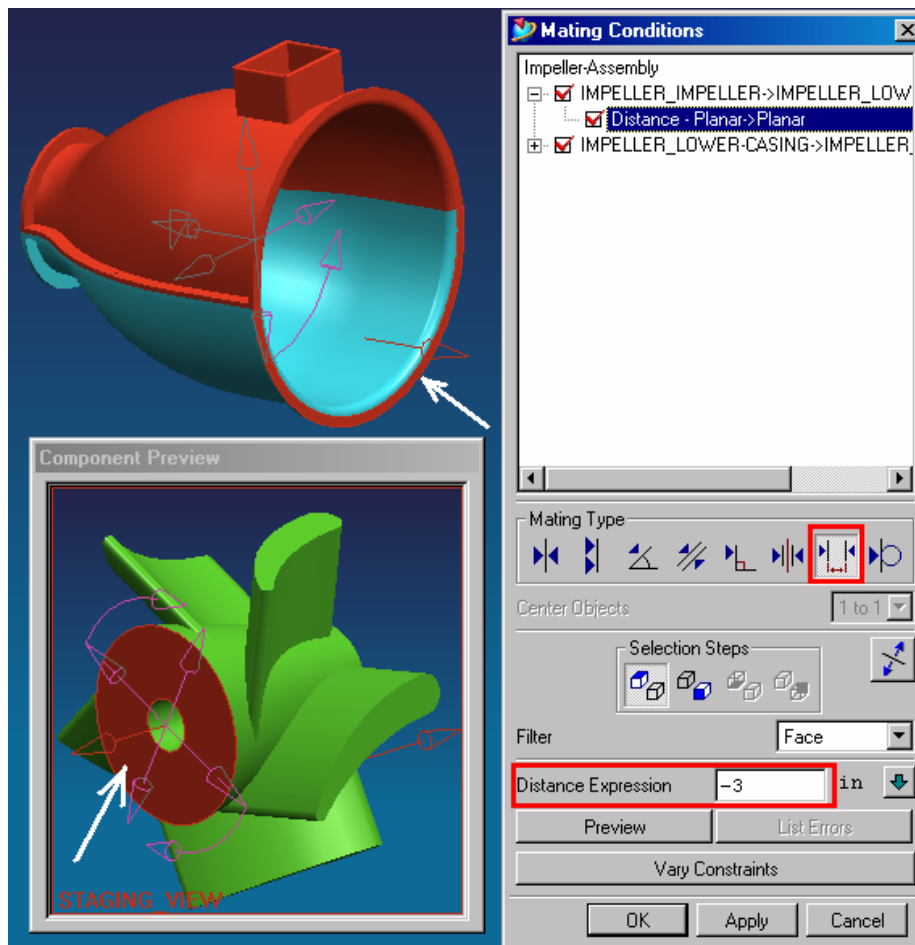 Mating Conditions
Impeller-Assembly
IMPELLER_IMPELLER->IMPELLER_LOW
Distance - Planar->Planar
IMPELLER_LOWER-CASING->IMPELLER_
Component Preview
STAGING_VIEW
Mating Type
Center Objects
1 to 1
Selection Steps
Filter
Face
Distance Expression
-3
in
Preview
List Errors
Vary Constraints
OK
Apply
Cancel